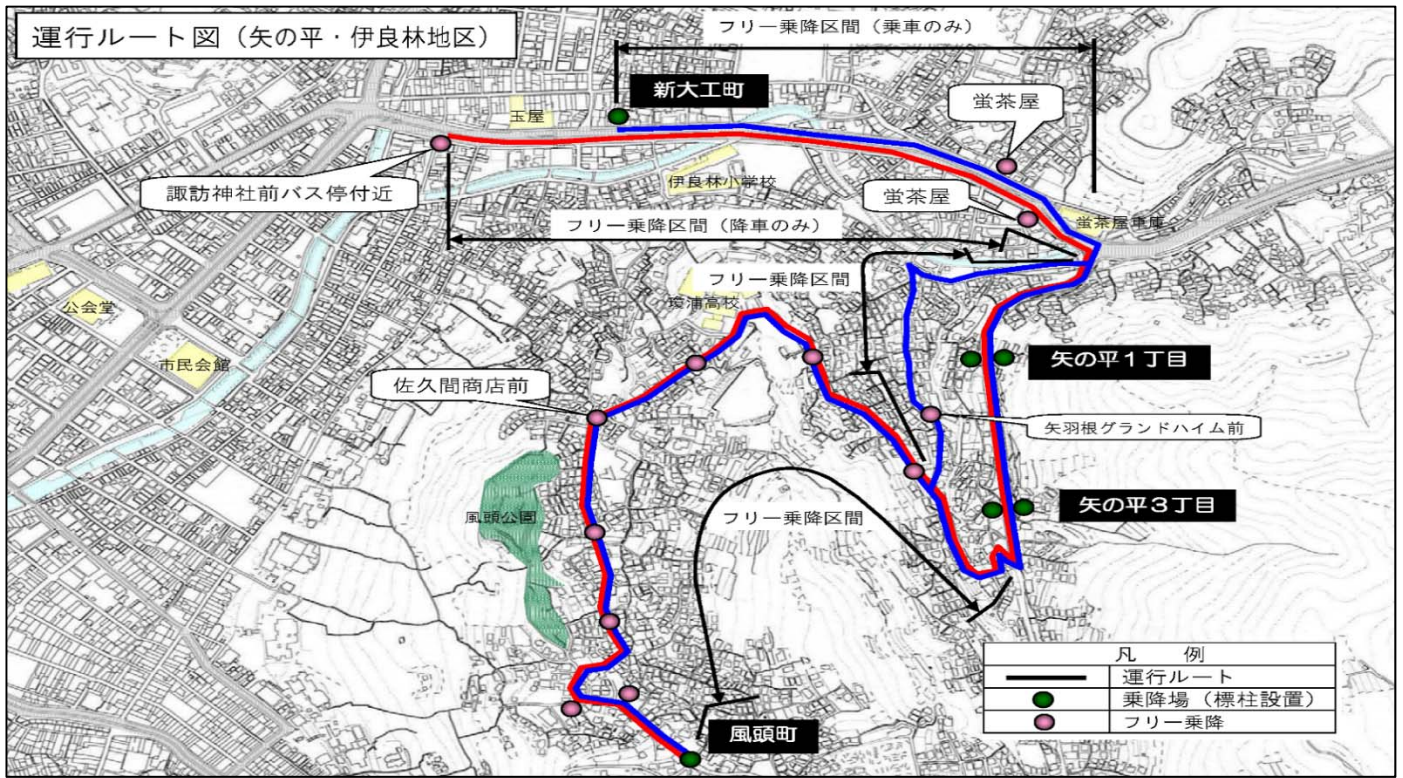 運行ルート図（矢の平・伊良林地区）
フリー乗降区間（乗車のみ）
新大工町
蛍茶屋
玉屋
諏訪神社前バス停付近
伊良林小学校
蛍茶屋
蛍茶屋車庫
フリー乗降区間（降車のみ）
フリー乗降区間
瓊浦高校
公会堂
市民会館
矢の平１丁目
佐久間商店前
矢羽根グランドハイム前
矢の平３丁目
風頭公園
フリー乗降区間
風頭町
凡　例
運行ルート
乗降場（標柱設置）
フリー乗降